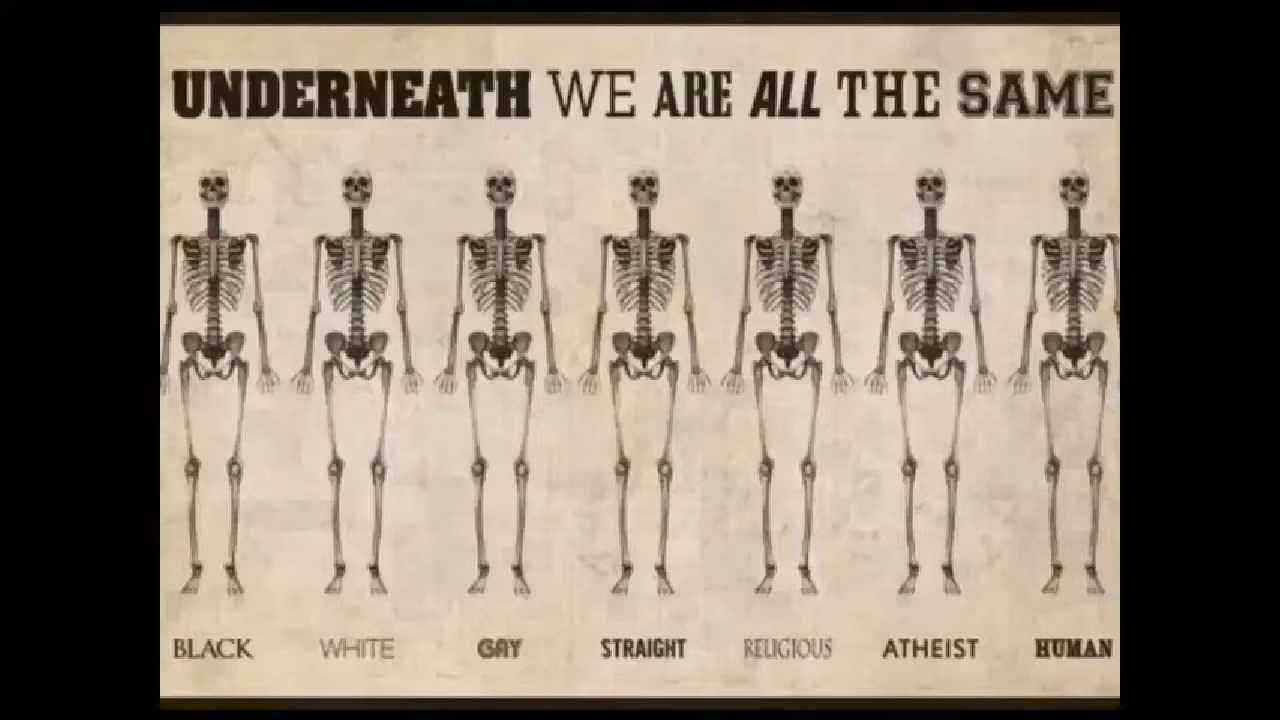 UNDERNEATH WE ARE ALL THE SAME
BLACK WHITE GAY STRAIGHT RELIGIOUS ATHEIST HUMAN